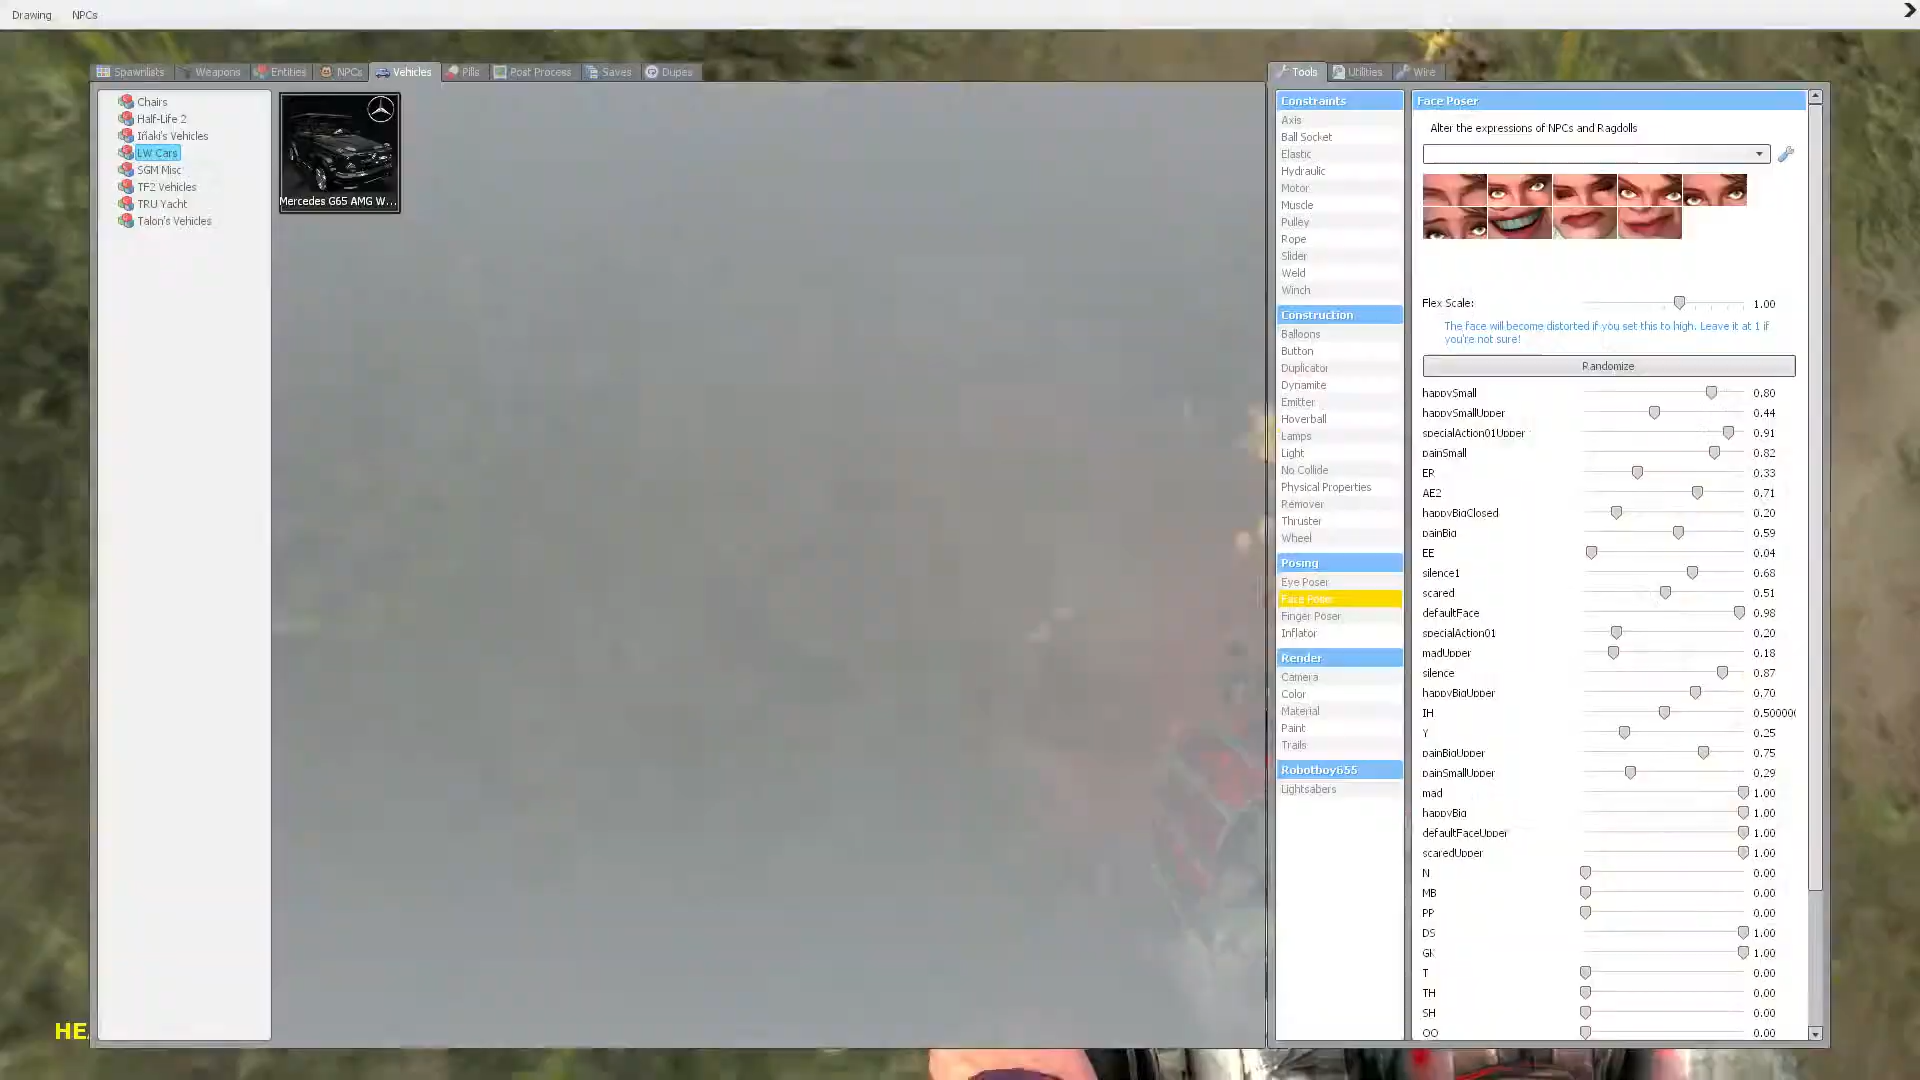 Drawing NPCs
Spawnlists Weapons Entities NPCs Vehicles Pills Post Process Saves Dupes
Tools Utilities Wire
Chairs
Half-Life 2
Iñaki's Vehicles
LW Cars
SGM Misc
TF2 Vehicles
TRU Yacht
Talon's Vehicles
Mercedes G65 AMG W...
Constraints
Axis
Ball Socket
Elastic
Hydraulic
Motor
Muscle
Pulley
Rope
Slider
Weld
Winch
Construction
Balloons
Button
Duplicator
Dynamite
Emitter
Hoverball
Lamps
Light
No Collide
Physical Properties
Remover
Thruster
Wheel
Posing
Eye Poser
Face Poser
Finger Poser
Inflator
Render
Camera
Color
Material
Paint
Trails
Robotboy655
Lightsabers
Face Poser
Alter the expressions of NPCs and Ragdolls
Flex Scale: 1.00
The face will become distorted if you set this to high. Leave it at 1 if
you're not sure!
Randomize
happySmall 0.80
happySmallUpper 0.44
specialAction01Upper 0.91
painSmall 0.82
ER 0.33
AE2 0.71
happyBigClosed 0.20
painBig 0.59
EE 0.04
silence1 0.68
scared 0.51
defaultFace 0.98
specialAction01 0.20
madUpper 0.18
silence 0.87
happyBigUpper 0.70
IH 0.50000
Y 0.25
painBigUpper 0.75
painSmallUpper 0.29
mad 1.00
happyBig 1.00
defaultFaceUpper 1.00
scaredUpper 1.00
N 0.00
MB 0.00
PP 0.00
DS 1.00
GK 1.00
T 0.00
TH 0.00
SH 0.00
OO 0.00
HE